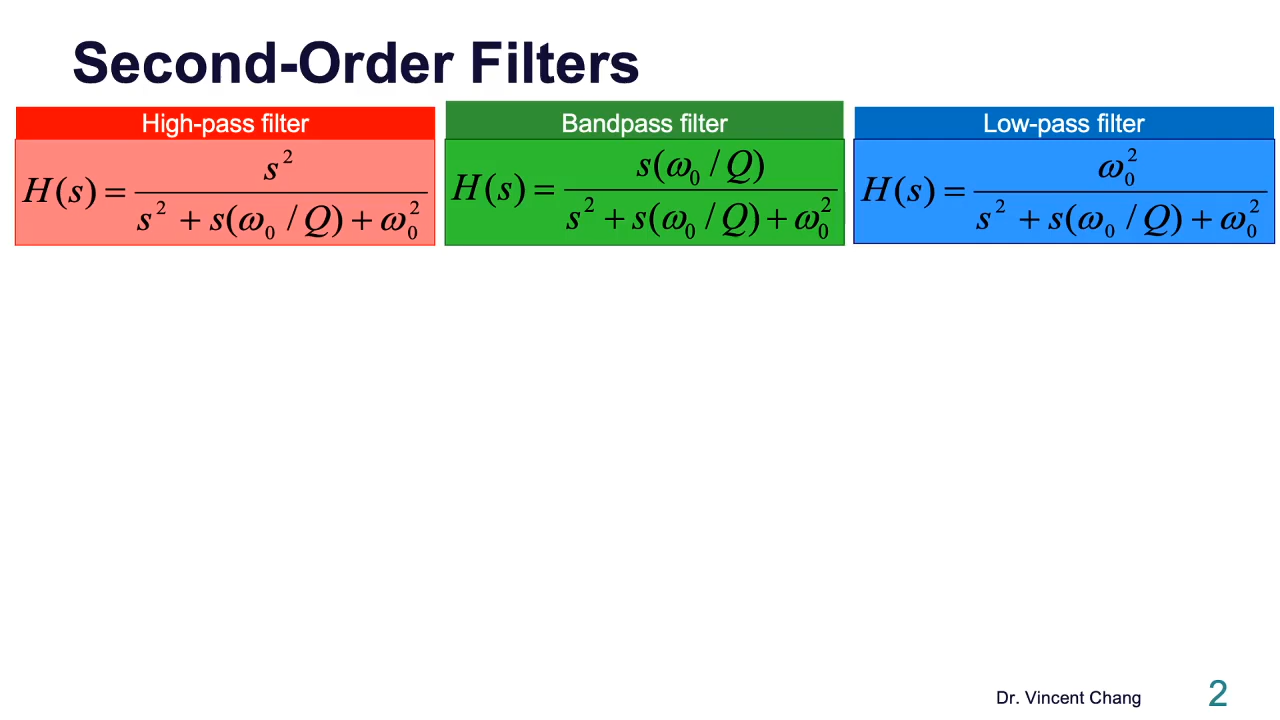 Second-Order Filters
High-pass filter
H(s) = s² / (s² + s(ω₀ / Q) + ω₀²)
Bandpass filter
H(s) = s(ω₀ / Q) / (s² + s(ω₀ / Q) + ω₀²)
Low-pass filter
H(s) = ω₀² / (s² + s(ω₀ / Q) + ω₀²)
Dr. Vincent Chang
2